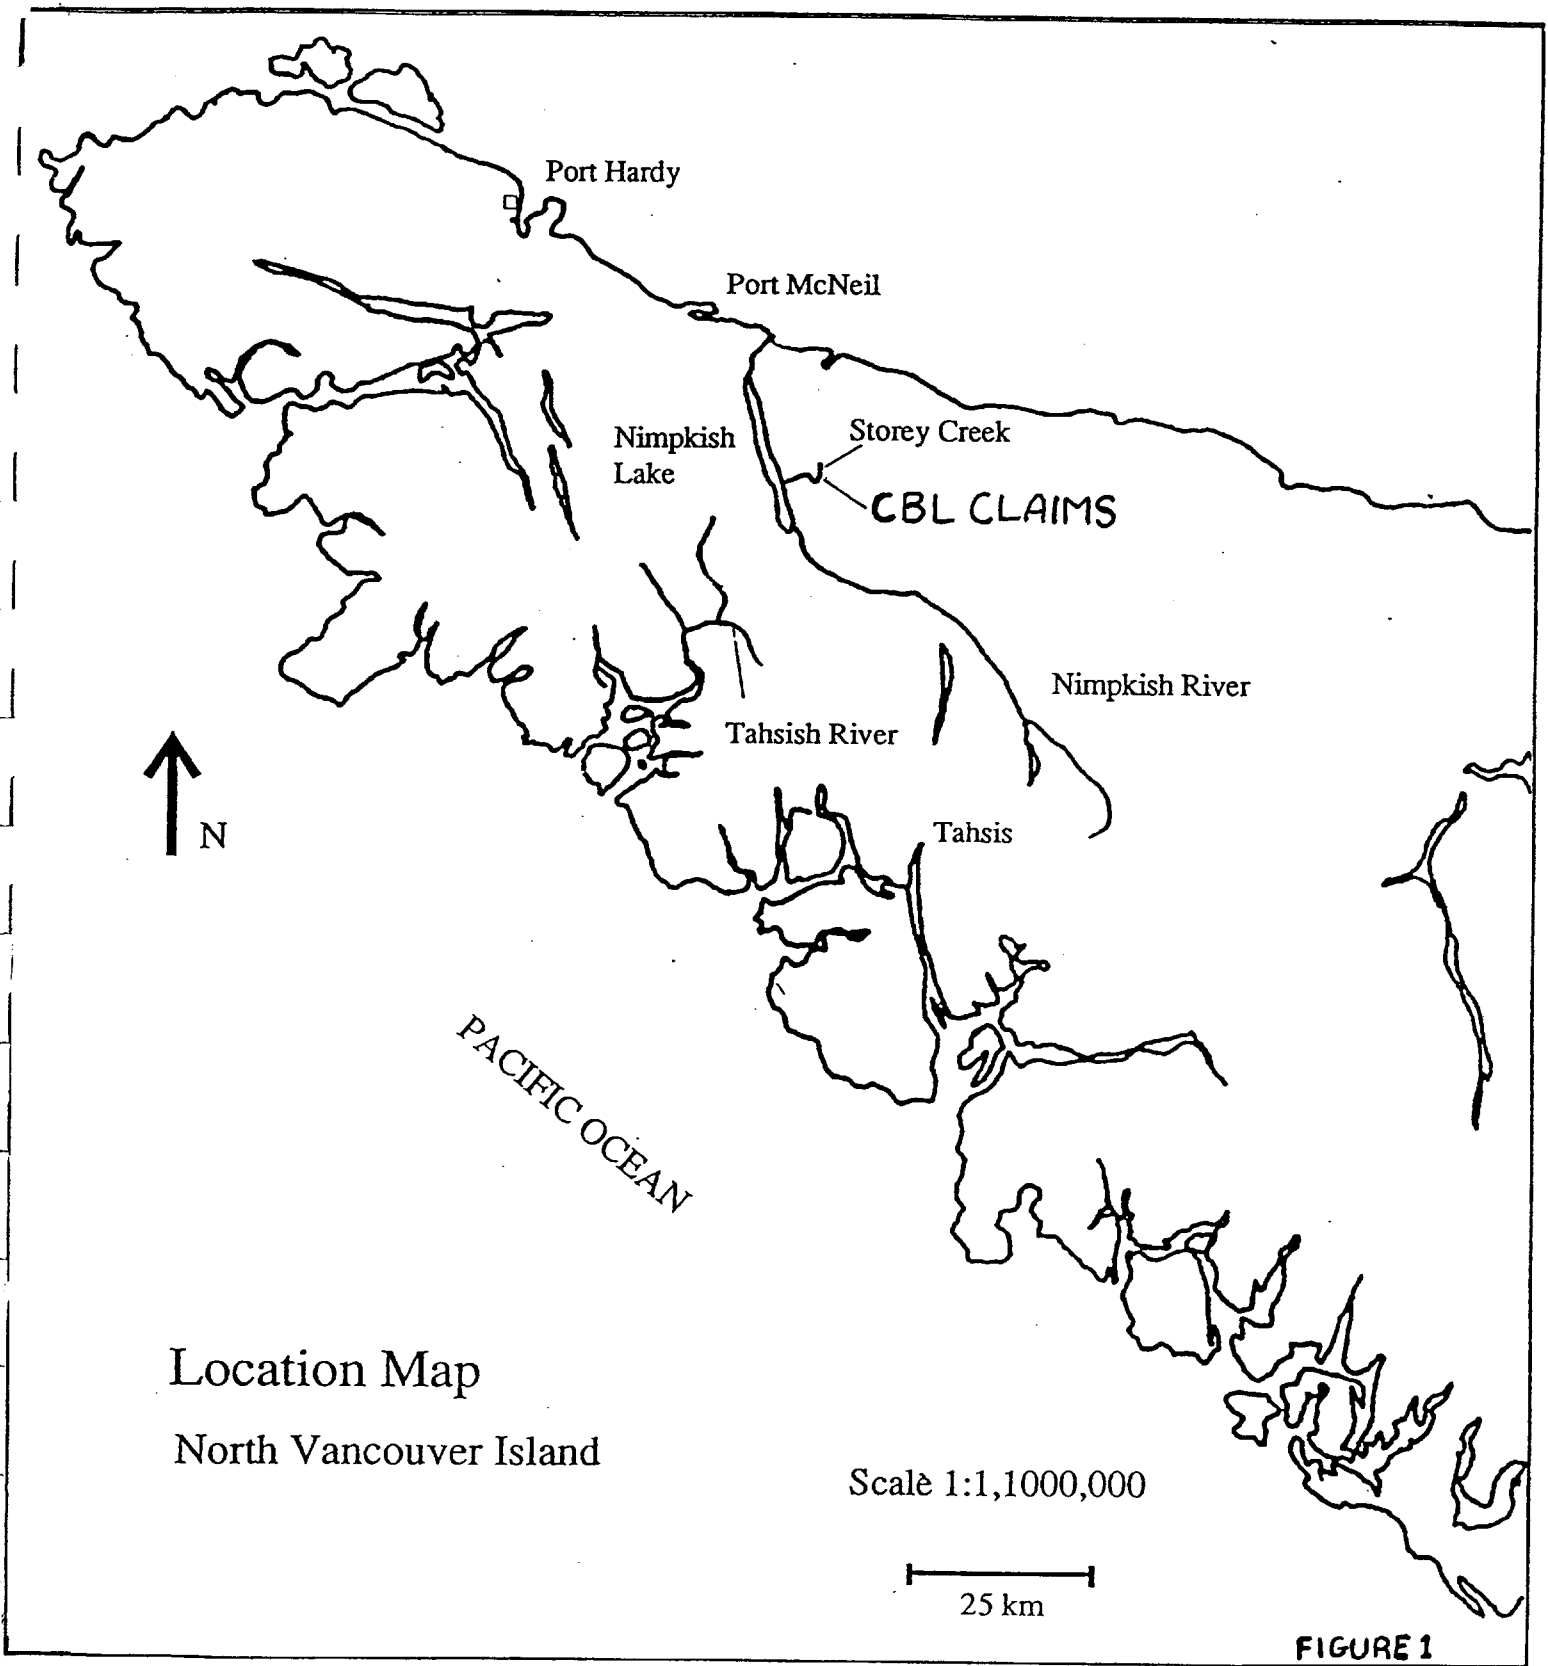 Port Hardy
Port McNeil
Storey Creek
Nimpkish
Lake
CBL CLAIMS
Nimpkish River
Tahsish River
N
Tahsis
PACIFIC OCEAN
Location Map
North Vancouver Island
Scale 1:1,1000,000
25 km
FIGURE 1